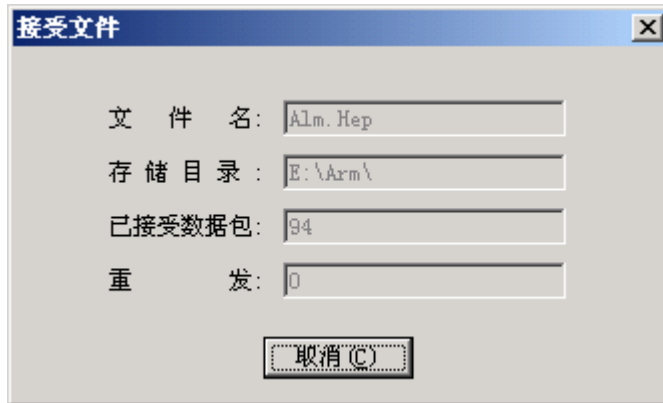 接受文件
文 件 名: Alm.Hep
存 储 目 录 : E:\Arm\
已接受数据包: 94
重 发: 0
取消(C)